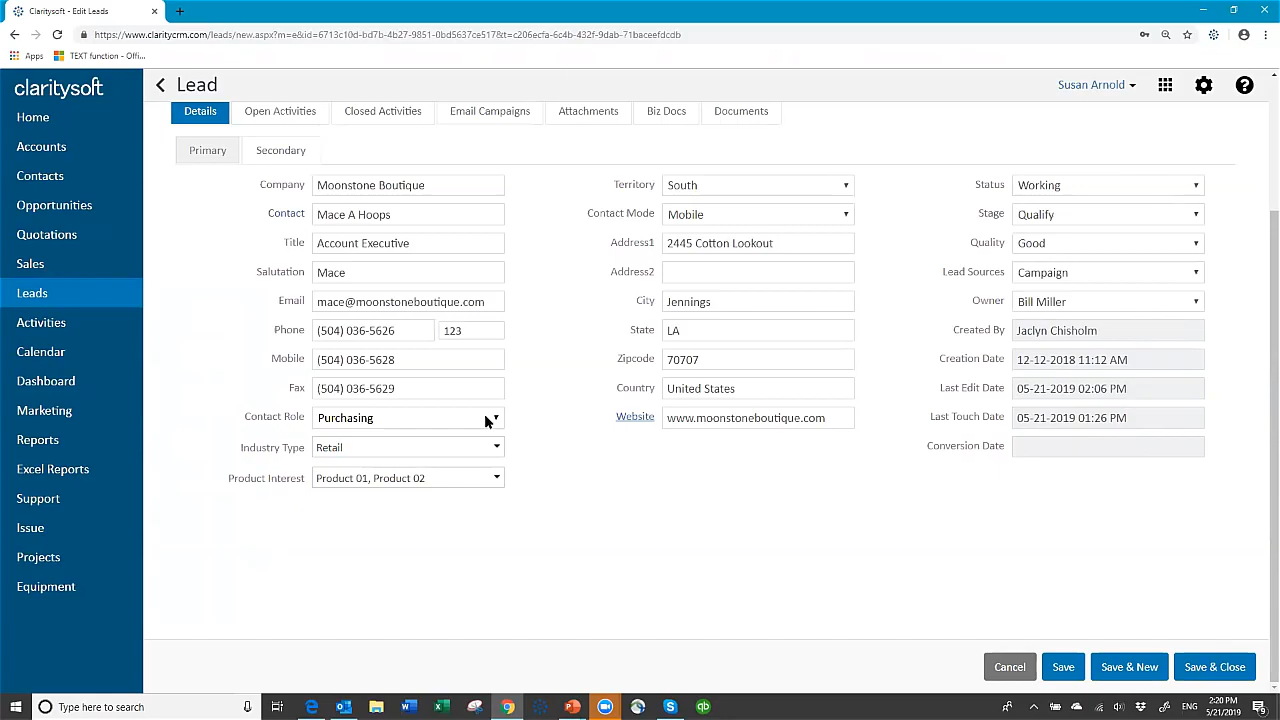 Claritysoft - Edit Leads
https://www.claritycrm.com/leads/new.aspx?m=e&id=6713c10d-bd7b-4b27-9851-0bd5637ce517&t=c206ecfa-6c4b-432f-9dab-71baceefdcdb
Apps TEXT function - Offi...
claritysoft
Lead
Susan Arnold
Home
Accounts
Contacts
Opportunities
Quotations
Sales
Leads
Activities
Calendar
Dashboard
Marketing
Reports
Excel Reports
Support
Issue
Projects
Equipment
Details Open Activities Closed Activities Email Campaigns Attachments Biz Docs Documents
Primary Secondary
Company Moonstone Boutique
Contact Mace A Hoops
Title Account Executive
Salutation Mace
Email mace@moonstoneboutique.com
Phone (504) 036-5626 123
Mobile (504) 036-5628
Fax (504) 036-5629
Contact Role Purchasing
Industry Type Retail
Product Interest Product 01, Product 02
Territory South
Contact Mode Mobile
Address1 2445 Cotton Lookout
Address2
City Jennings
State LA
Zipcode 70707
Country United States
Website www.moonstoneboutique.com
Status Working
Stage Qualify
Quality Good
Lead Sources Campaign
Owner Bill Miller
Created By Jaclyn Chisholm
Creation Date 12-12-2018 11:12 AM
Last Edit Date 05-21-2019 02:06 PM
Last Touch Date 05-21-2019 01:26 PM
Conversion Date
Cancel Save Save & New Save & Close
Type here to search
ENG
2:20 PM
5/21/2019